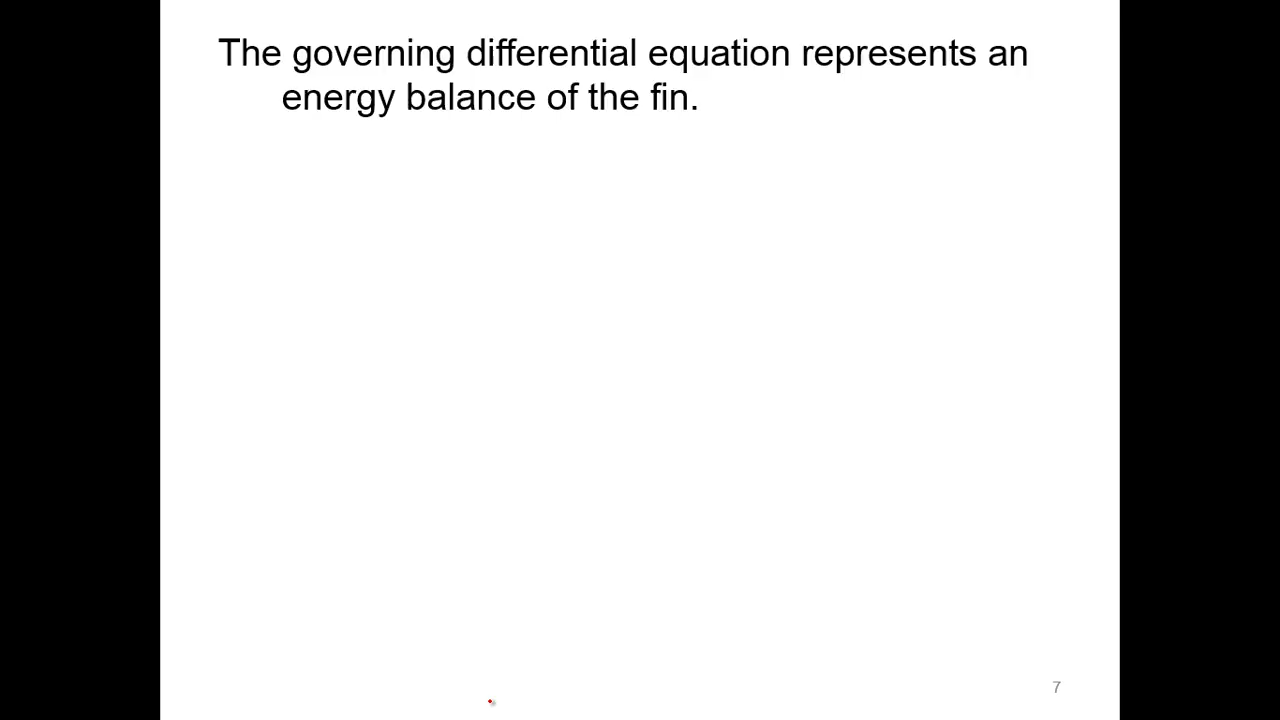 The governing differential equation represents an
energy balance of the fin.
7